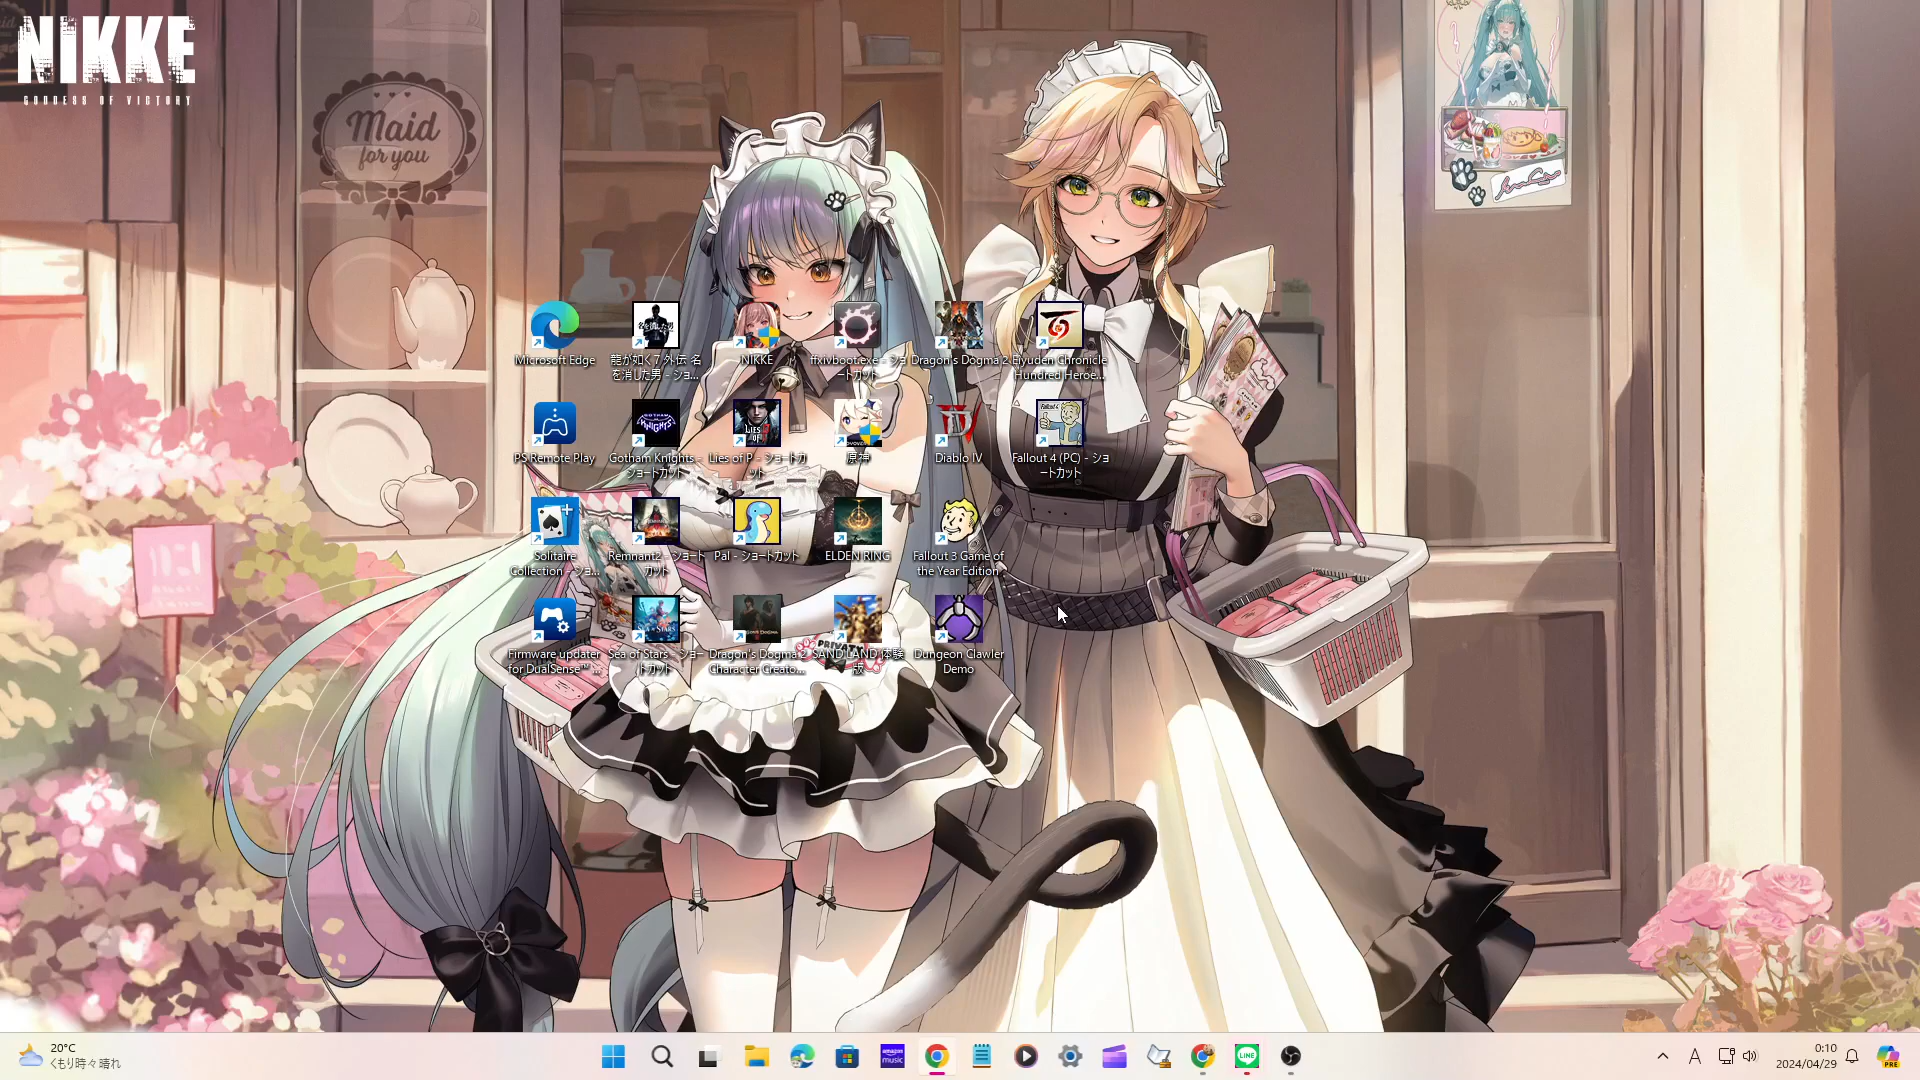 NIKKE
GODDESS OF VICTORY
Maid
for you
Microsoft Edge
龍が如く7 外伝 名
を消した男 - ショ...
NIKKE
ffxivboot.exe - ショ
ートカット
Dragon's Dogma 2
Eiyuden Chronicle
Hundred Heroe...
PS Remote Play
Gotham Knights -
ショートカット
Lies of P - ショートカ
ット
原神
Diablo IV
Fallout 4 (PC) - ショ
ートカット
Solitaire
Collection - ショ...
Remnant2 - ショート
カット
Pal - ショートカット
ELDEN RING
Fallout 3 Game of
the Year Edition
Firmware updater
for DualSense™ ...
Sea of Stars - ショー
トカット
Dragon's Dogma 2
Character Creato...
SAND LAND 体験
版
Dungeon Clawler
Demo
20°C
くもり時々晴れ
amazon
music
LINE
A
0:10
2024/04/29
PRE